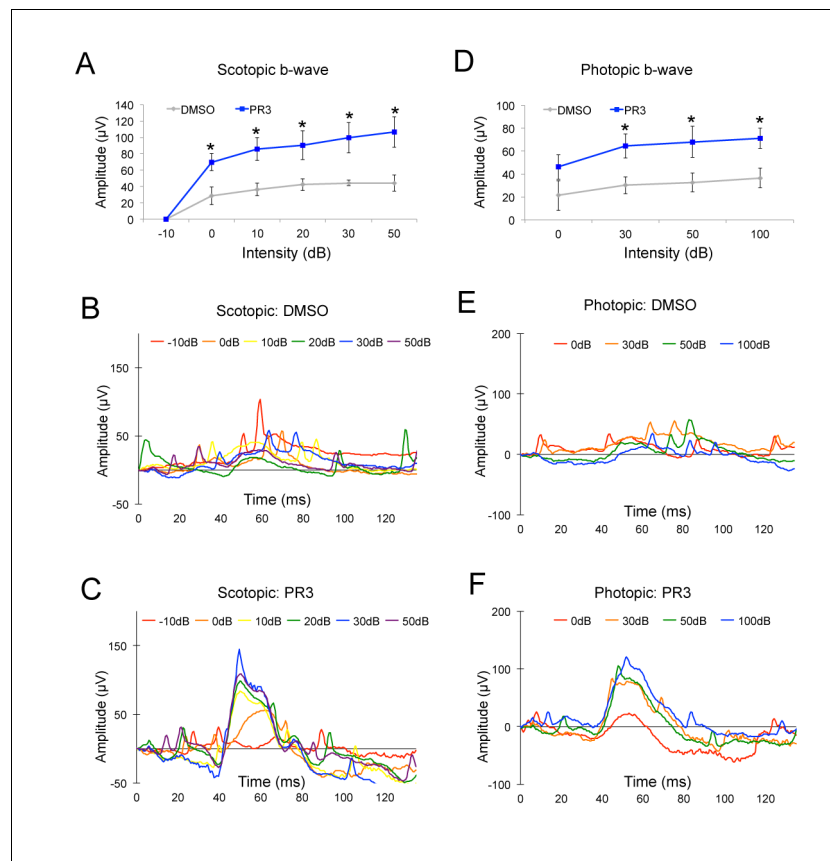 A
Scotopic b-wave
DMSO PR3
Amplitude (µV)
140
120
100
80
60
40
20
0
* * * * *
-10 0 10 20 30 50
Intensity (dB)
D
Photopic b-wave
DMSO PR3
Amplitude (µV)
100
80
60
40
20
0
* * *
0 30 50 100
Intensity (dB)
B
Scotopic: DMSO
-10dB 0dB 10dB 20dB 30dB 50dB
Amplitude (µV)
150
50
-50
0 20 40 60 80 100 120
Time (ms)
E
Photopic: DMSO
0dB 30dB 50dB 100dB
Amplitude (µV)
200
100
0
-100
0 20 40 60 80 100 120
Time (ms)
C
Scotopic: PR3
-10dB 0dB 10dB 20dB 30dB 50dB
Amplitude (µV)
150
50
-50
0 20 40 60 80 100 120
Time (ms)
F
Photopic: PR3
0dB 30dB 50dB 100dB
Amplitude (µV)
200
100
0
-100
0 20 40 60 80 100 120
Time (ms)